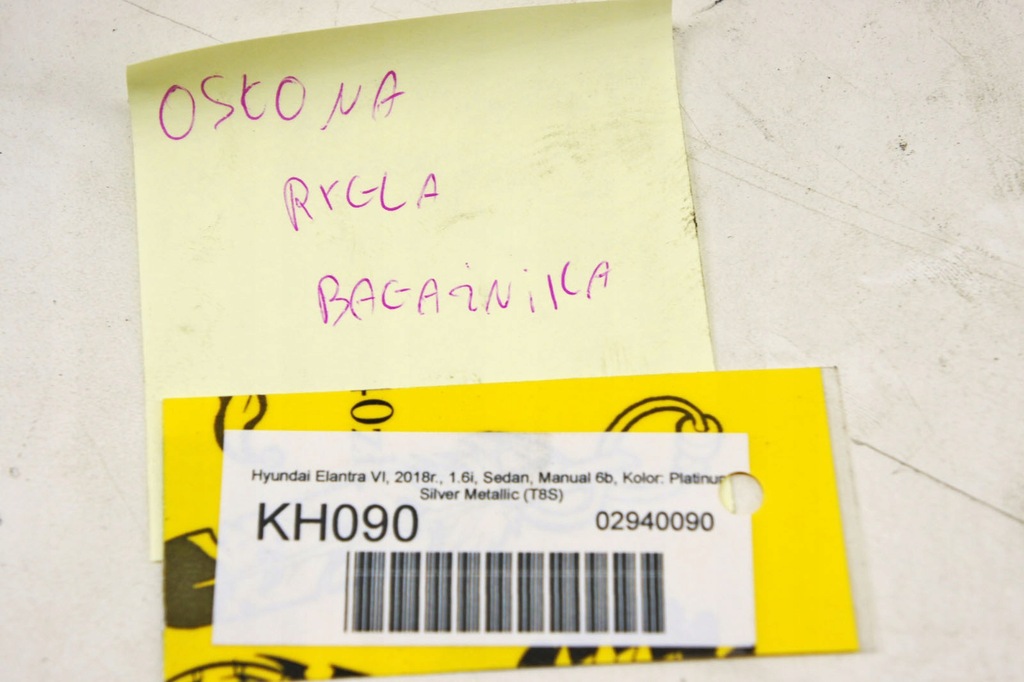 OSŁONA
RYGLA
BAGAŻNIKA
Hyundai Elantra VI, 2018r., 1.6i, Sedan, Manual 6b, Kolor: Platinum
Silver Metallic (T8S)
KH090 02940090